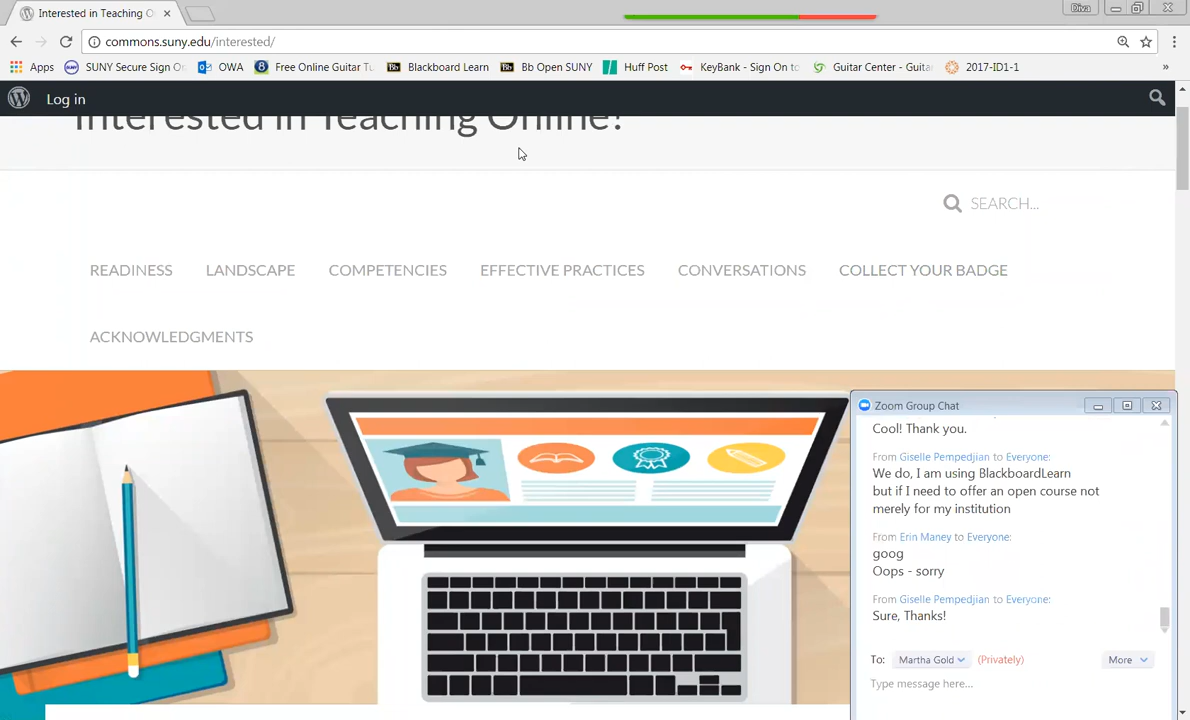 Interested in Teaching O
Diva
commons.suny.edu/interested/
Apps
SUNY Secure Sign O
OWA
Free Online Guitar Tu
Blackboard Learn
Bb Open SUNY
Huff Post
KeyBank - Sign On to
Guitar Center - Guita
2017-ID1-1
»
Log in
Interested in Teaching Online?
SEARCH...
READINESS
LANDSCAPE
COMPETENCIES
EFFECTIVE PRACTICES
CONVERSATIONS
COLLECT YOUR BADGE
ACKNOWLEDGMENTS
Zoom Group Chat
Cool! Thank you.
From Giselle Pempedjian to Everyone:
We do, I am using BlackboardLearn
but if I need to offer an open course not
merely for my institution
From Erin Maney to Everyone:
goog
Oops - sorry
From Giselle Pempedjian to Everyone:
Sure, Thanks!
To: Martha Gold (Privately) More
Type message here...